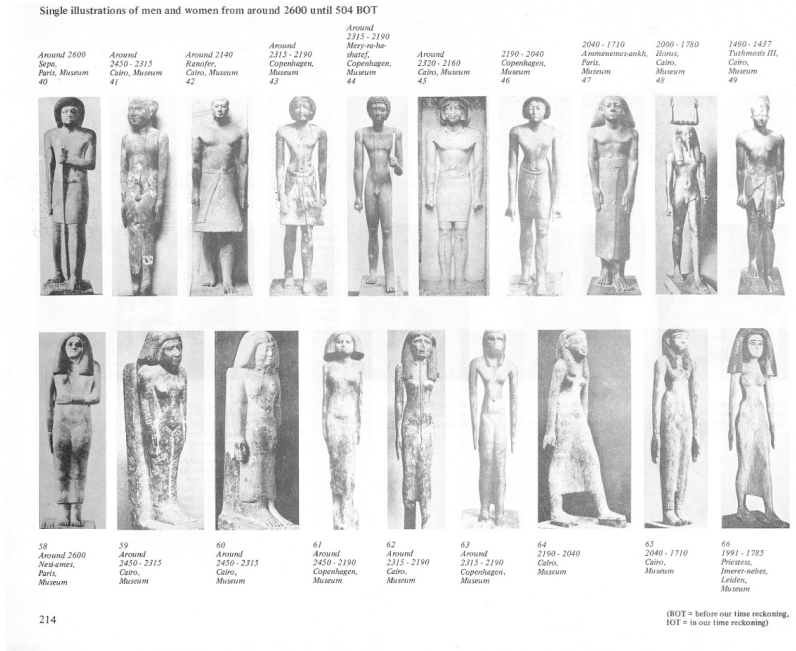 Single illustrations of men and women from around 2600 until 504 BOT
Around 2600
Sepa,
Paris, Museum
40
Around
2450 - 2315
Cairo, Museum
41
Around 2140
Ranofer,
Cairo, Museum
42
Around
2315 - 2190
Copenhagen,
Museum
43
Around
2315 - 2190
Mery-ra-ha-
shatef,
Copenhagen,
Museum
44
Around
2320 - 2160
Cairo, Museum
45
2190 - 2040
Copenhagen,
Museum
46
2040 - 1710
Ammenemes-ankh,
Paris,
Museum
47
2000 - 1780
Horus,
Cairo,
Museum
48
1490 - 1437
Tuthmosis III,
Cairo,
Museum
49
58
Around 2600
Nesi-ames,
Paris,
Museum
59
Around
2450 - 2315
Cairo,
Museum
60
Around
2450 - 2315
Cairo,
Museum
61
Around
2450 - 2190
Copenhagen,
Museum
62
Around
2315 - 2190
Cairo,
Museum
63
Around
2315 - 2190
Copenhagen,
Museum
64
2190 - 2040
Cairo,
Museum
65
2040 - 1710
Cairo,
Museum
66
1991 - 1785
Priestess,
Imeret-nebes,
Leiden,
Museum
214
(BOT = before our time reckoning,
IOT = in our time reckoning)